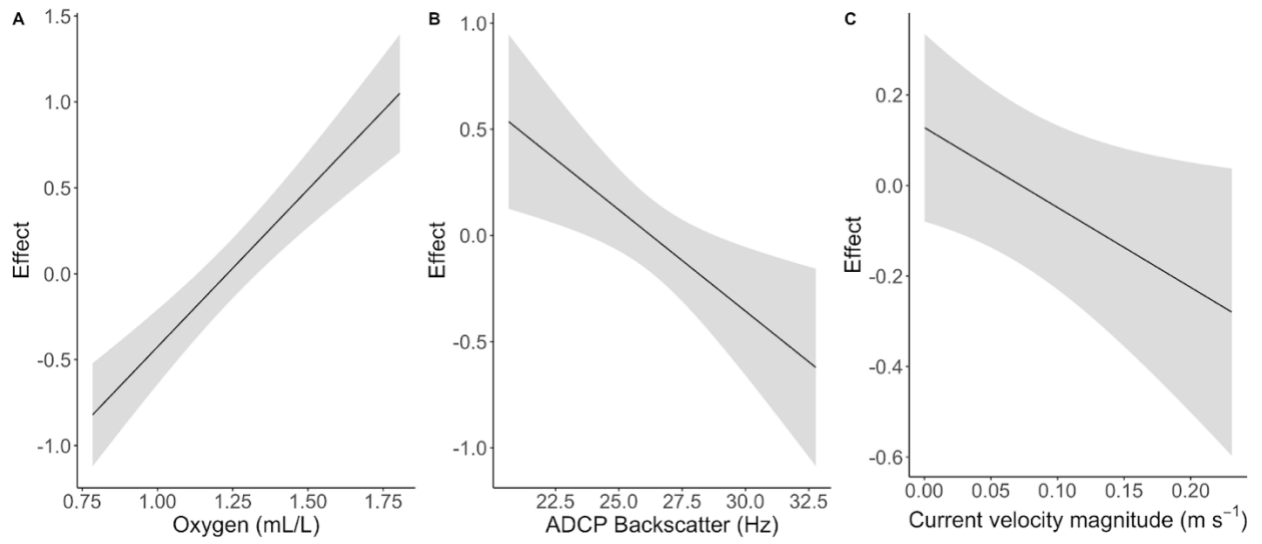 A
1.5
1.0
0.5
0.0
-0.5
-1.0
Effect
0.75 1.00 1.25 1.50 1.75
Oxygen (mL/L)
B
1.0
0.5
0.0
-0.5
-1.0
Effect
22.5 25.0 27.5 30.0 32.5
ADCP Backscatter (Hz)
C
0.2
0.0
-0.2
-0.4
-0.6
Effect
0.00 0.05 0.10 0.15 0.20
Current velocity magnitude (m s⁻¹)